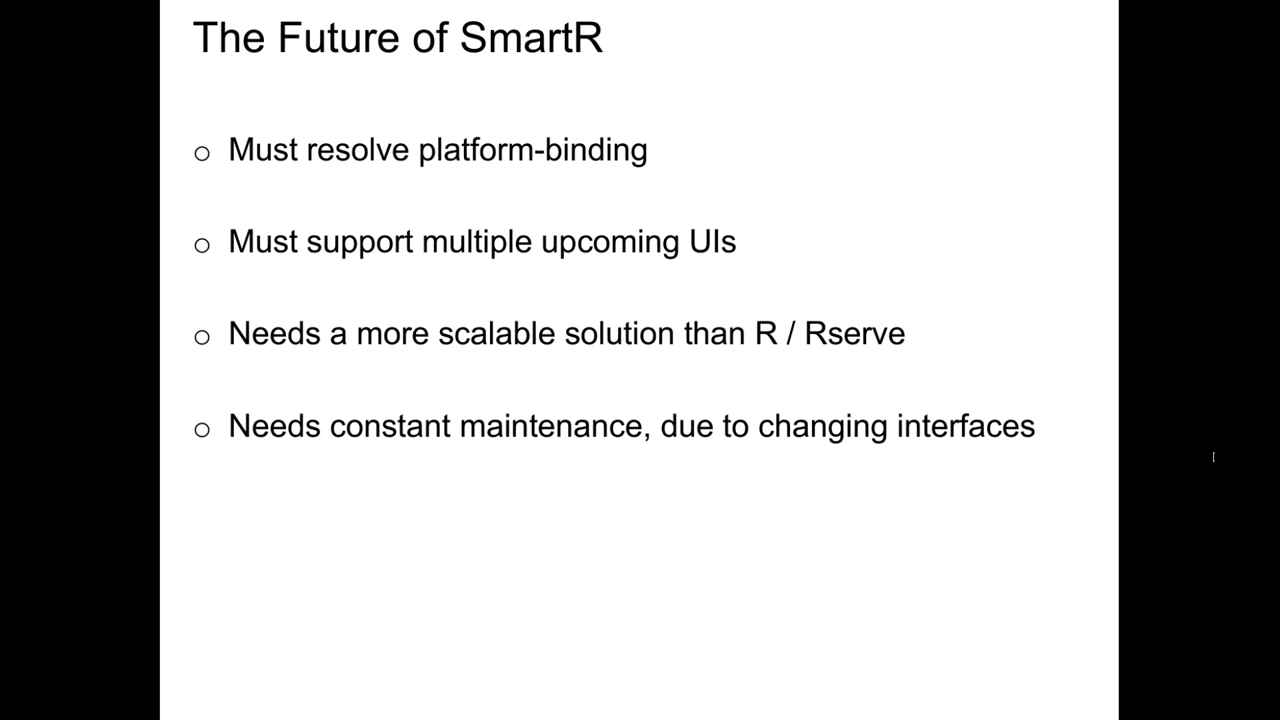 The Future of SmartR
Must resolve platform-binding
Must support multiple upcoming UIs
Needs a more scalable solution than R / Rserve
Needs constant maintenance, due to changing interfaces